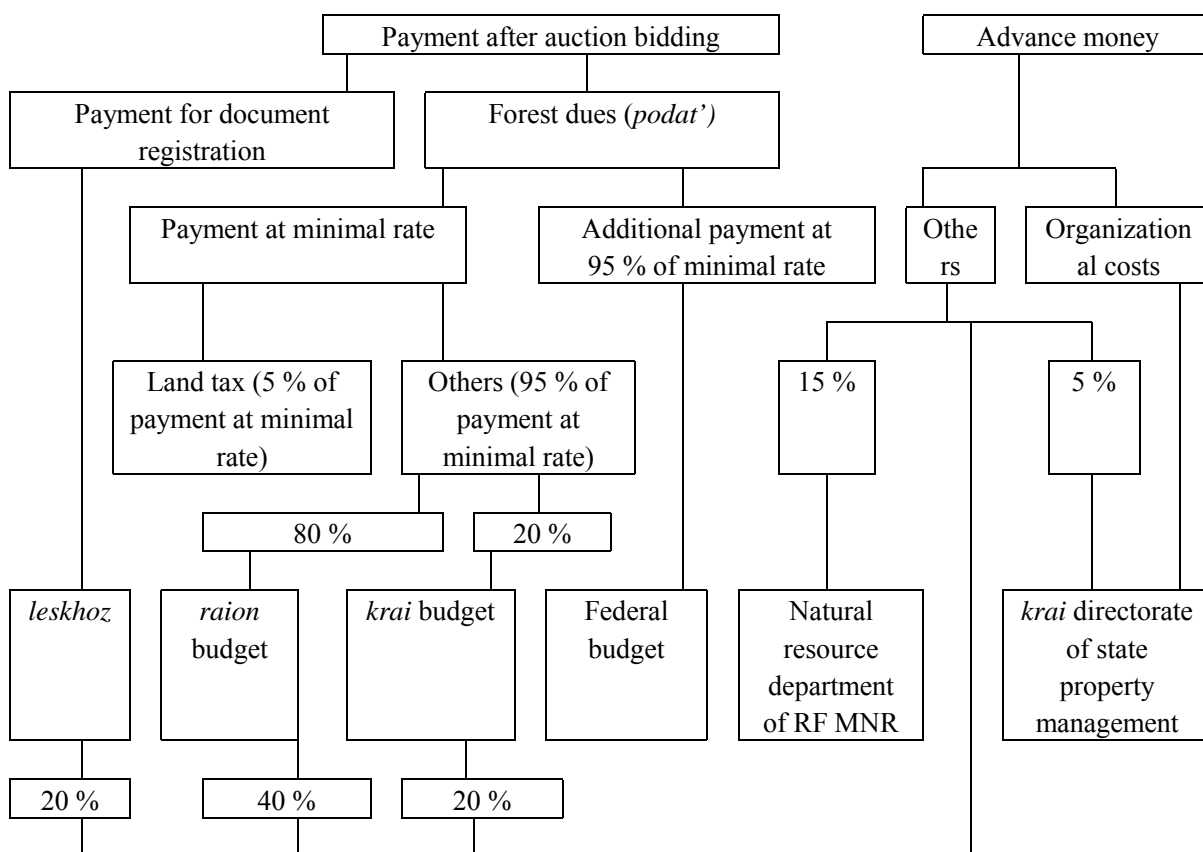 Payment after auction bidding
Advance money
Payment for document
registration
Forest dues (podat’)
Payment at minimal rate
Additional payment at
95 % of minimal rate
Othe
rs
Organization
al costs
Land tax (5 % of
payment at minimal
rate)
Others (95 % of
payment at
minimal rate)
15 %
5 %
80 %
20 %
leskhoz
raion
budget
krai budget
Federal
budget
Natural
resource
department
of RF MNR
krai directorate
of state
property
management
20 %
40 %
20 %